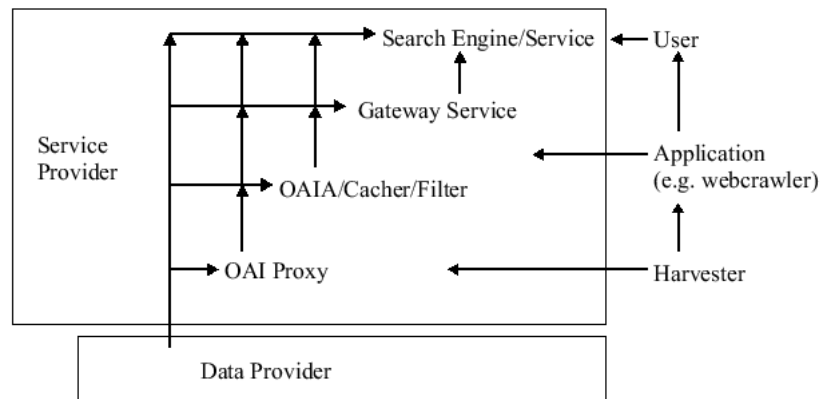 Search Engine/Service
User
Gateway Service
Service
Provider
Application
(e.g. webcrawler)
OAIA/Cacher/Filter
OAI Proxy
Harvester
Data Provider